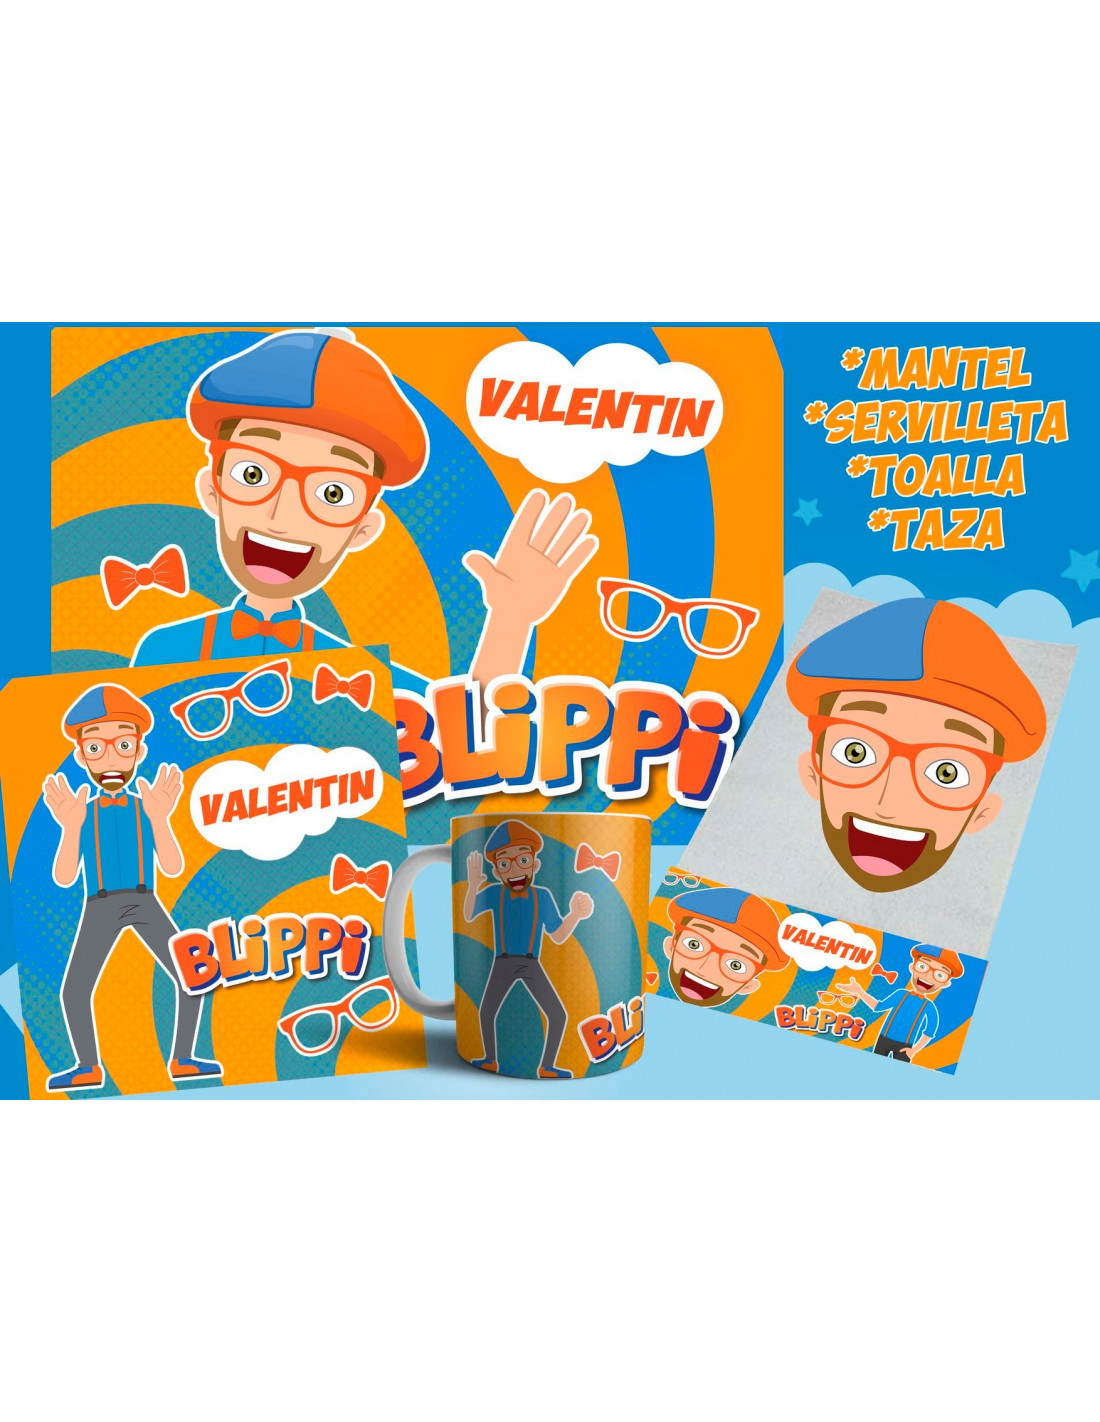 VALENTIN
*MANTEL
*SERVILLETA
*TOALLA
*TAZA
BLiPPi
VALENTIN
BLiPPi
BLi
VALENTIN
BLiPPi